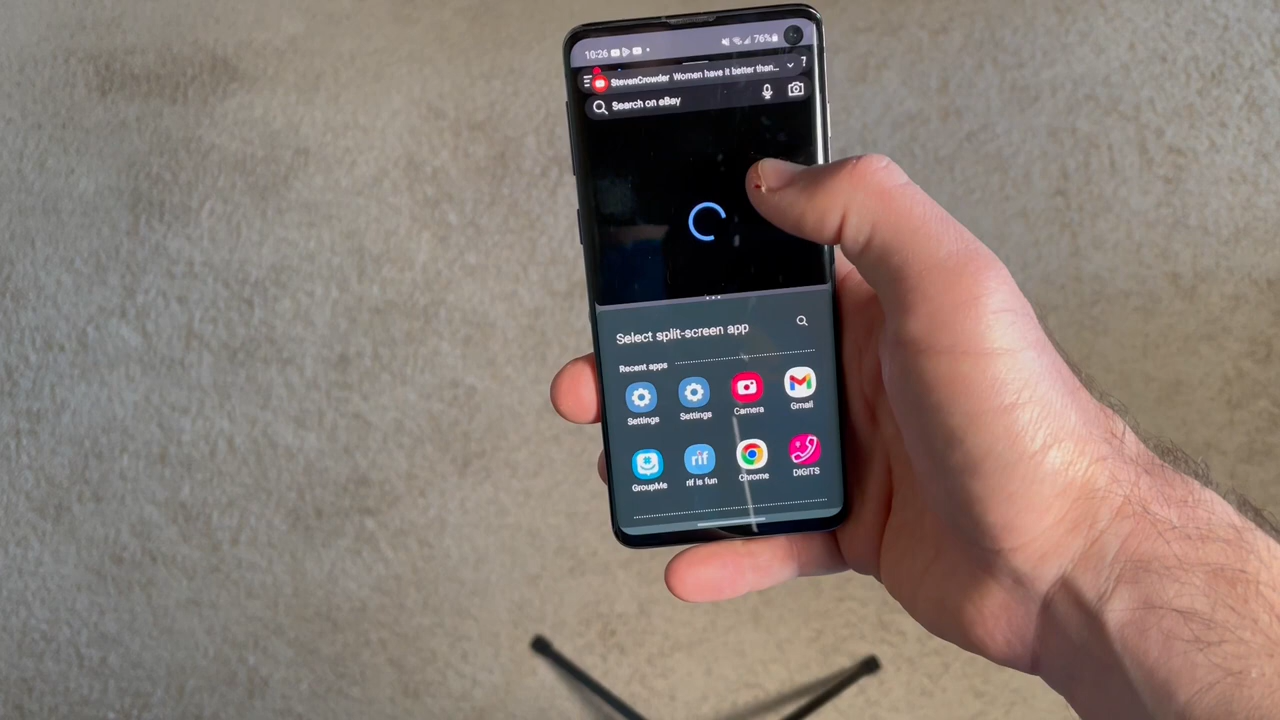 10:26 76%
StevenCrowder Women have it better than... ?
Search on eBay
Select split-screen app
Recent apps
Settings Settings Camera Gmail
GroupMe rif is fun Chrome DIGITS
rif